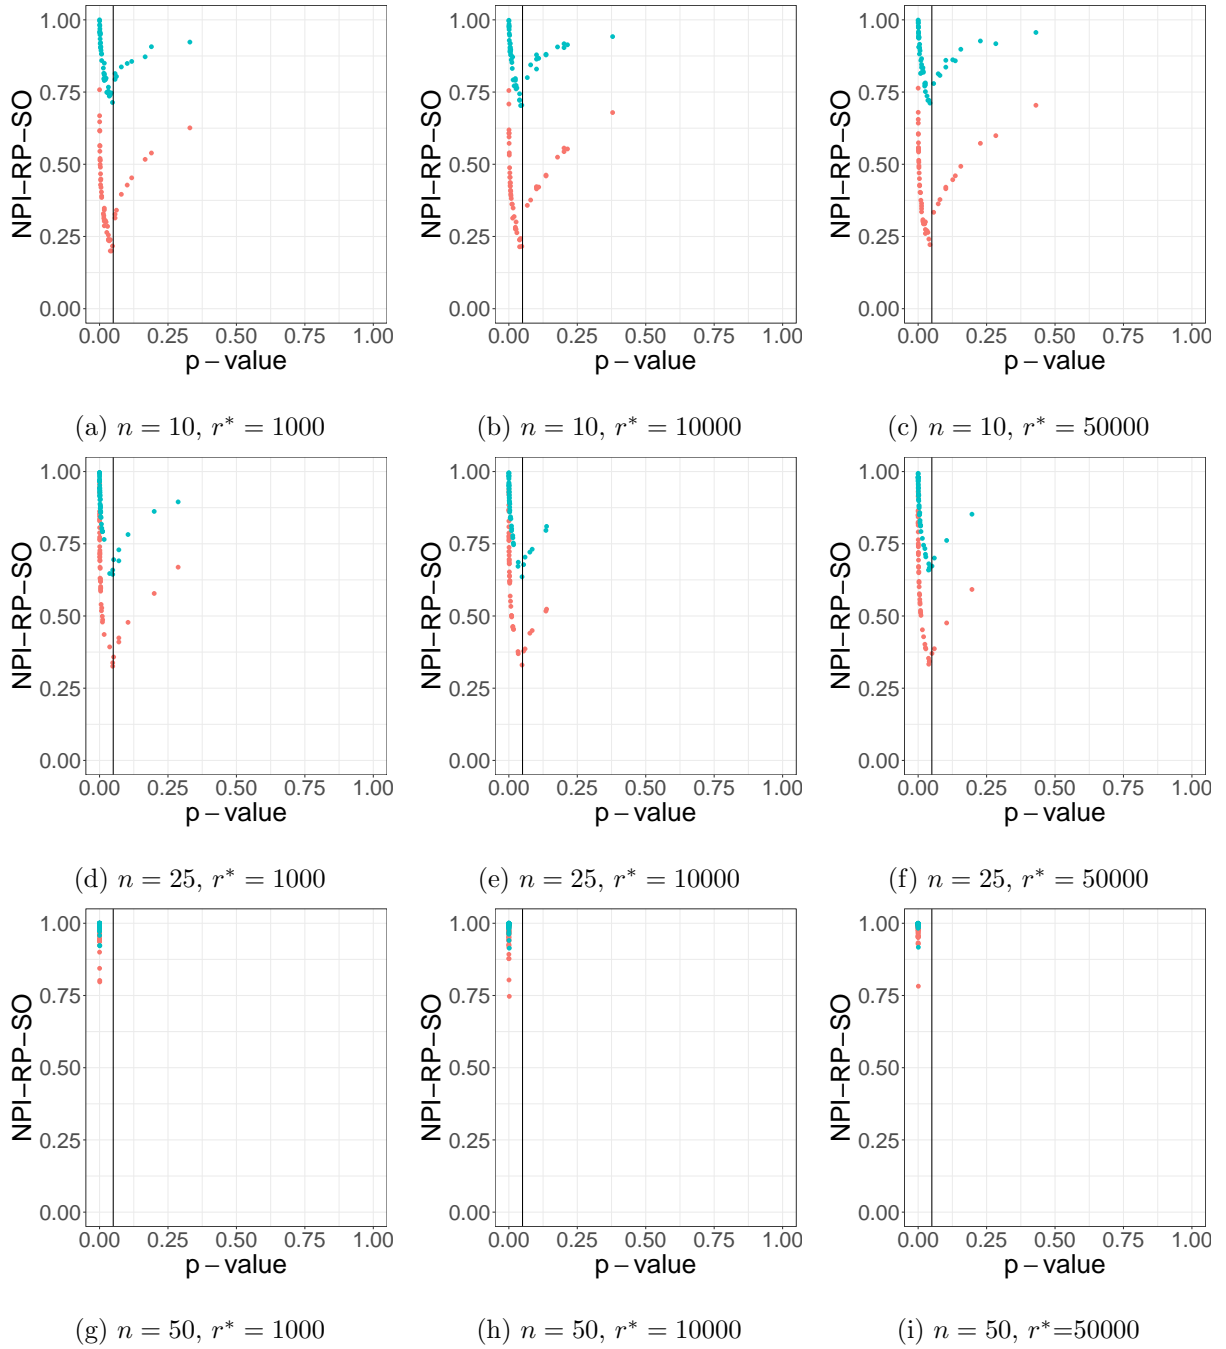 1.00 1.00 1.00
0.75 0.75 0.75
0.50 0.50 0.50
0.25 0.25 0.25
0.00 0.00 0.00
NPI−RP−SO NPI−RP−SO NPI−RP−SO
0.00 0.25 0.50 0.75 1.00 0.00 0.25 0.50 0.75 1.00 0.00 0.25 0.50 0.75 1.00
p − value p − value p − value
(a) n = 10, r* = 1000 (b) n = 10, r* = 10000 (c) n = 10, r* = 50000
1.00 1.00 1.00
0.75 0.75 0.75
0.50 0.50 0.50
0.25 0.25 0.25
0.00 0.00 0.00
NPI−RP−SO NPI−RP−SO NPI−RP−SO
0.00 0.25 0.50 0.75 1.00 0.00 0.25 0.50 0.75 1.00 0.00 0.25 0.50 0.75 1.00
p − value p − value p − value
(d) n = 25, r* = 1000 (e) n = 25, r* = 10000 (f) n = 25, r* = 50000
1.00 1.00 1.00
0.75 0.75 0.75
0.50 0.50 0.50
0.25 0.25 0.25
0.00 0.00 0.00
NPI−RP−SO NPI−RP−SO NPI−RP−SO
0.00 0.25 0.50 0.75 1.00 0.00 0.25 0.50 0.75 1.00 0.00 0.25 0.50 0.75 1.00
p − value p − value p − value
(g) n = 50, r* = 1000 (h) n = 50, r* = 10000 (i) n = 50, r*=50000